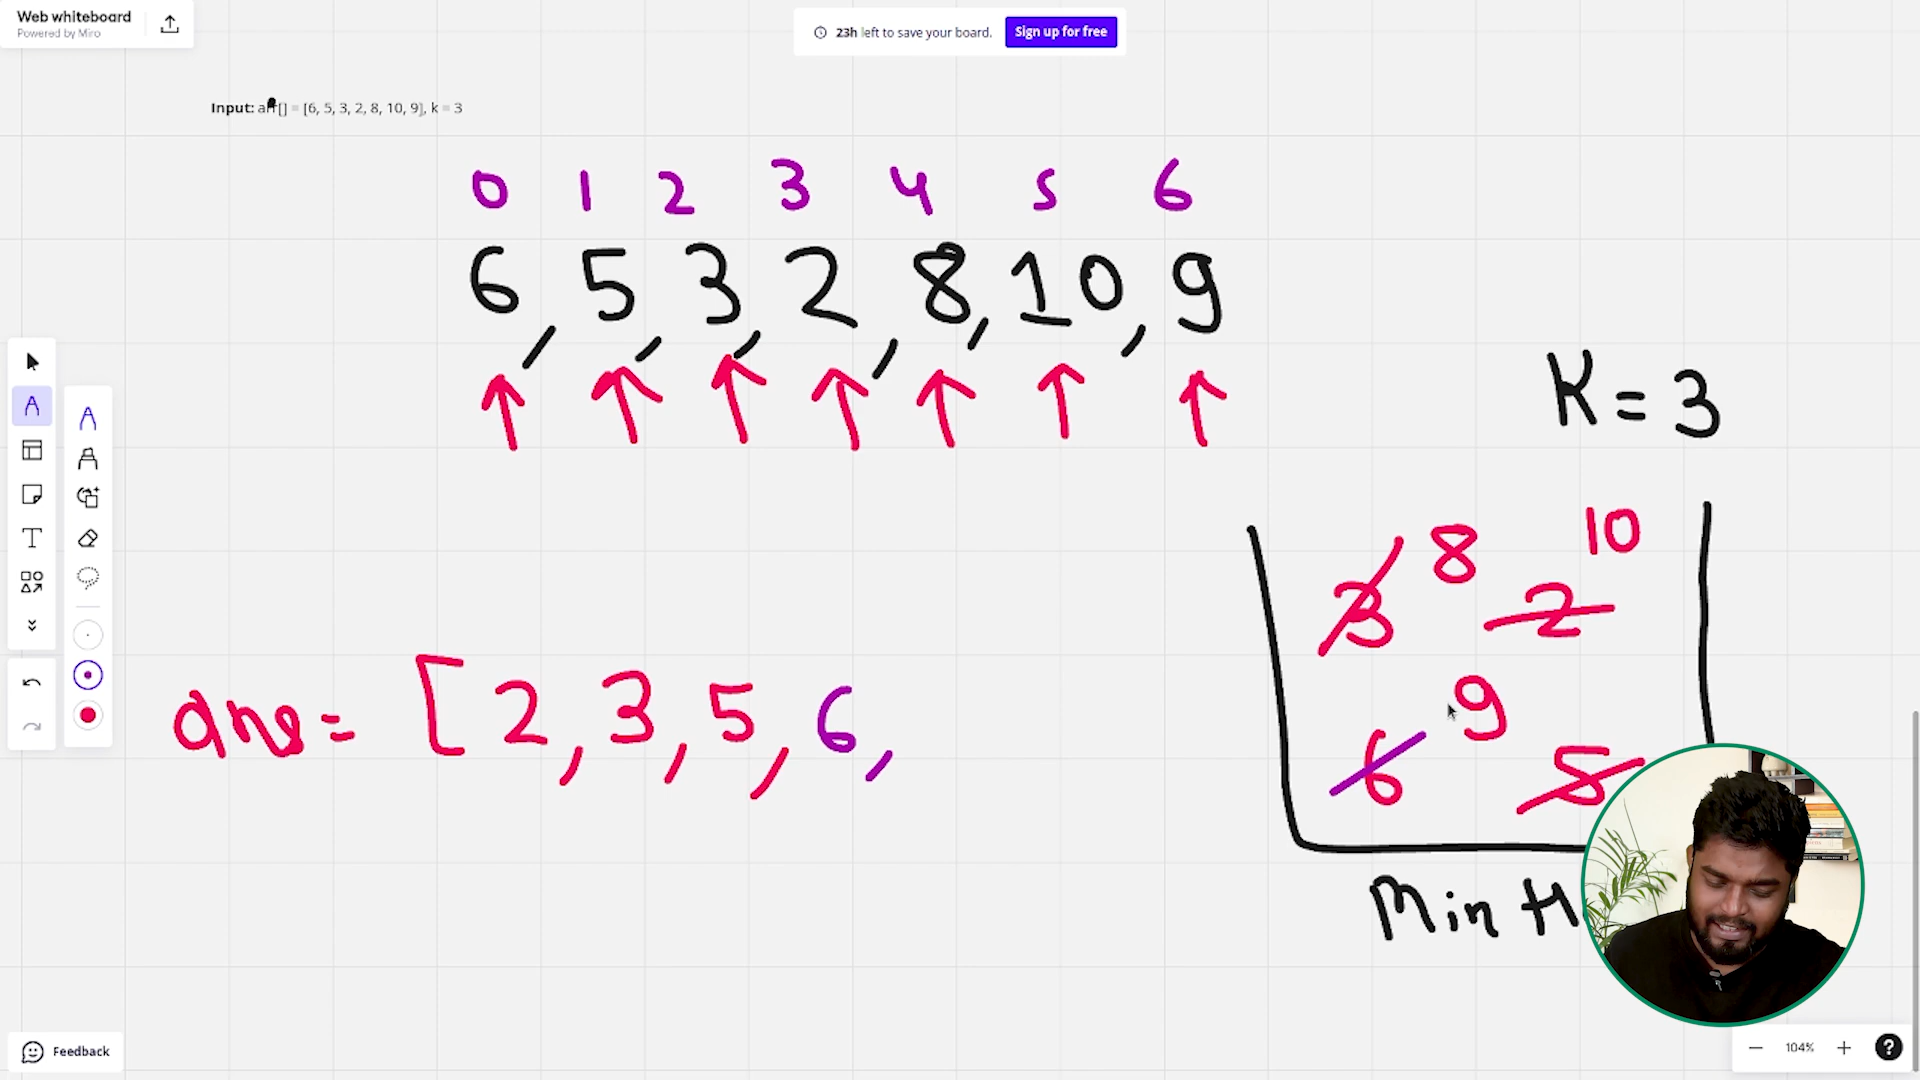 Web whiteboard
Powered by Miro
23h left to save your board.
Sign up for free
Input: arr[] = [6, 5, 3, 2, 8, 10, 9], k = 3
0 1 2 3 4 5 6
6, 5, 3, 2, 8, 10, 9
K = 3
8 10
3 2
9
6 5
ans = [2, 3, 5, 6,
Min H
Feedback
104%